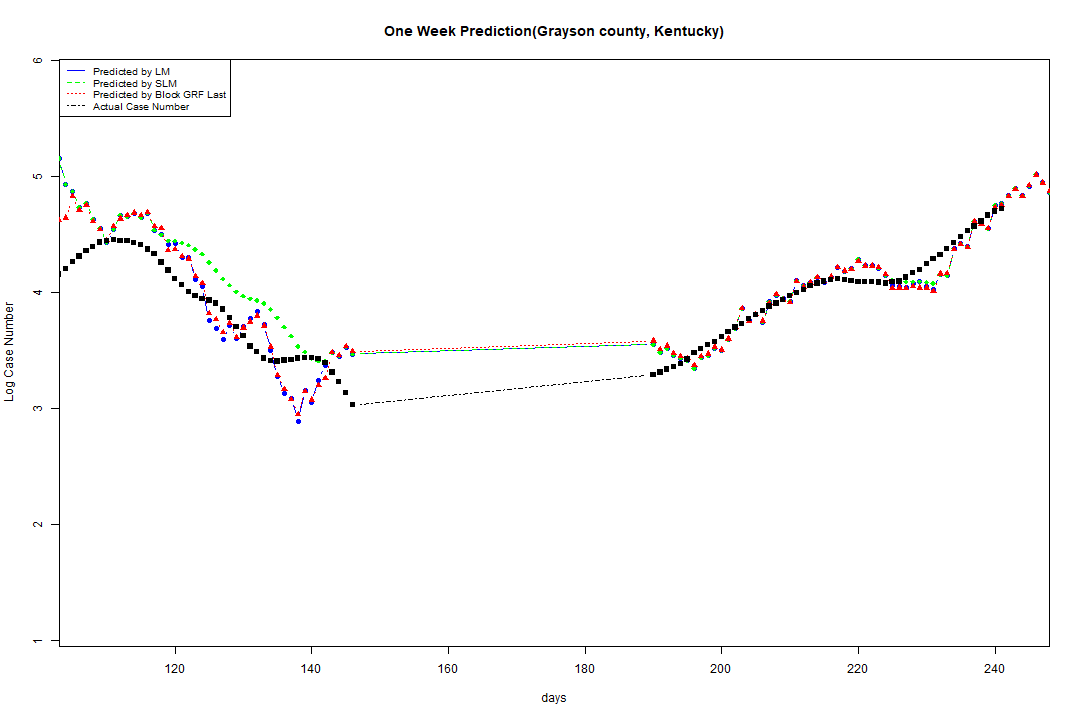 One Week Prediction(Grayson county, Kentucky)
Predicted by LM
Predicted by SLM
Predicted by Block GRF Last
Actual Case Number
Log Case Number
6
5
4
3
2
1
120 140 160 180 200 220 240
days